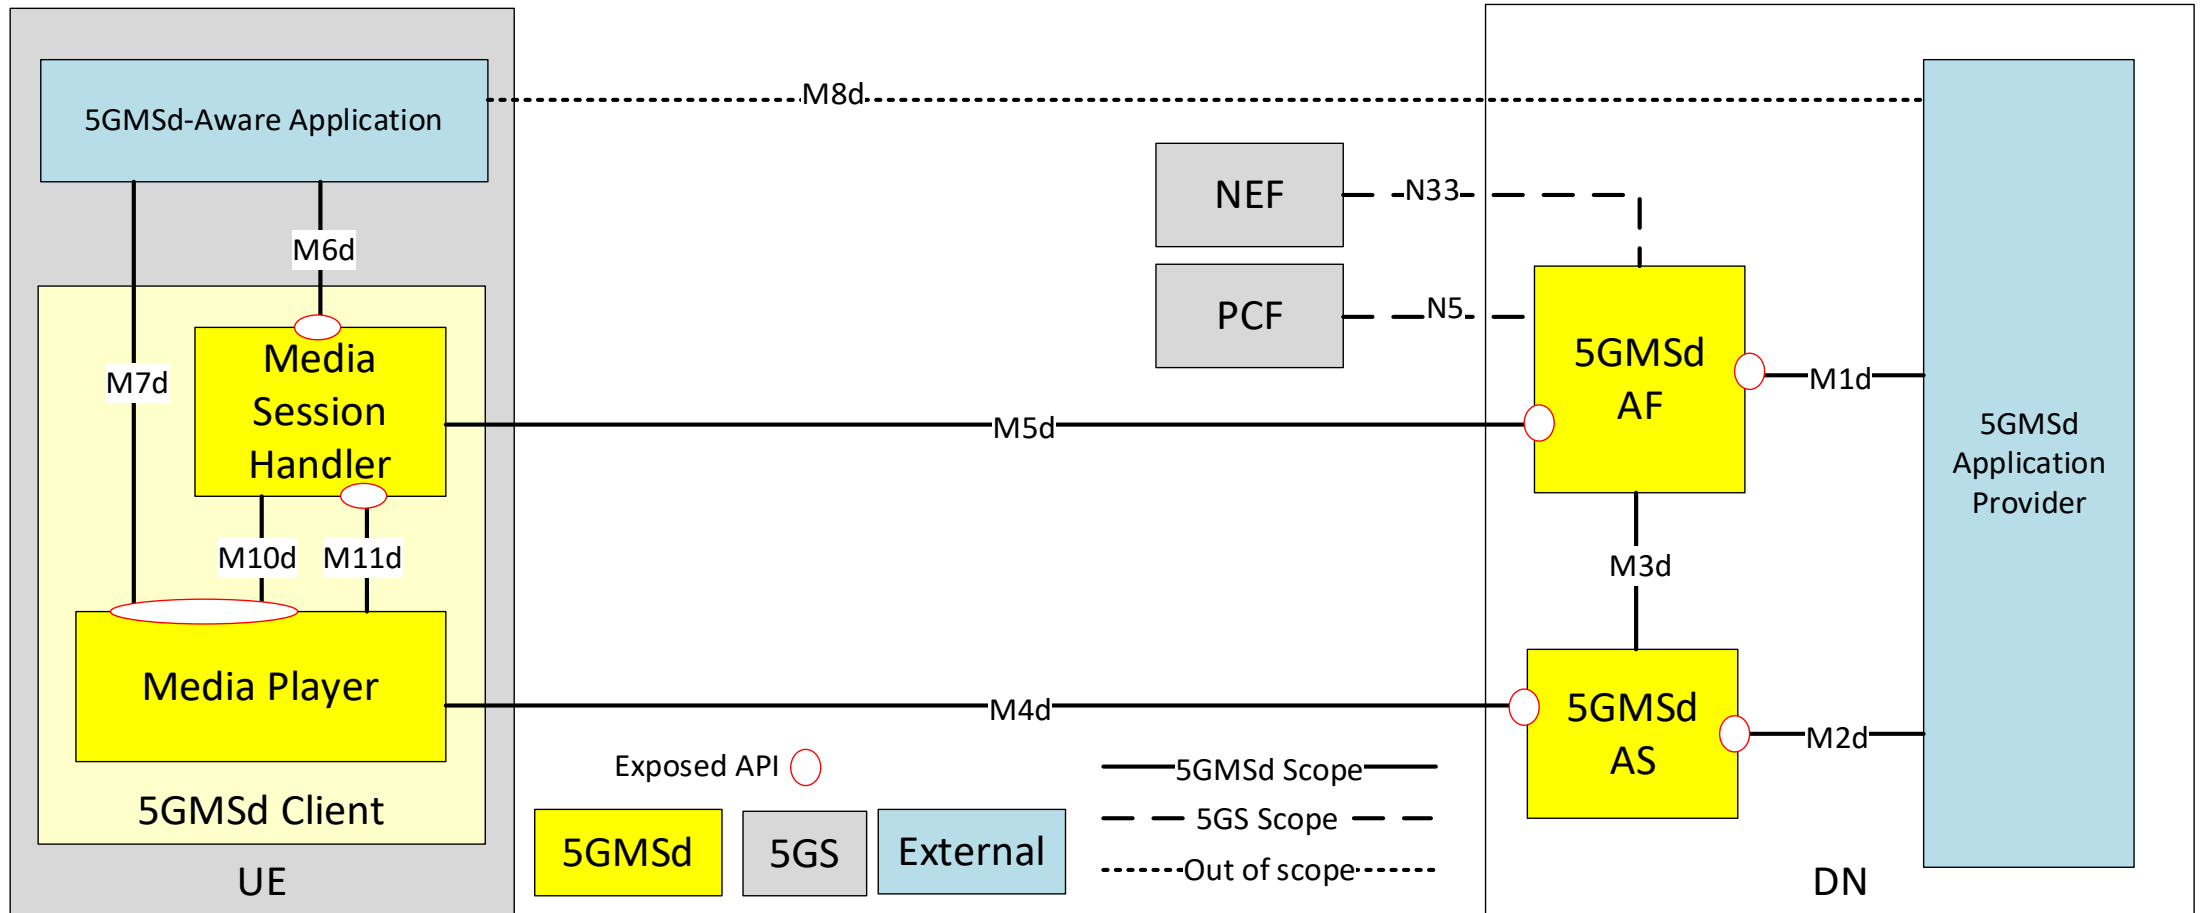 M8d
5GMSd-Aware Application
NEF
N33
M6d
PCF
N5
Media
Session
Handler
M7d
5GMSd
AF
M1d
M5d
5GMSd
Application
Provider
M10d
M11d
M3d
Media Player
M4d
5GMSd
AS
M2d
Exposed API
5GMSd Scope
5GMSd Client
5GS Scope
5GMSd
5GS
External
Out of scope
UE
DN